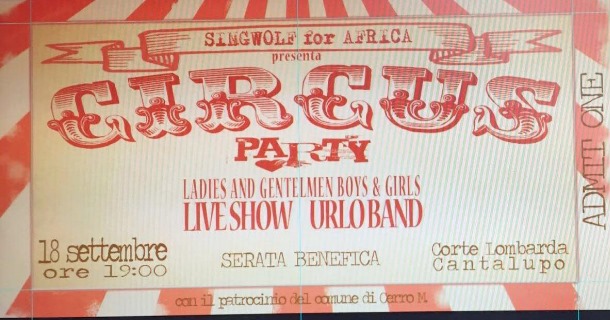 SINGWOLF for AFRICA
presenta
CIRCUS
PARTY
LADIES AND GENTELMEN BOYS & GIRLS
LIVE SHOW URLO BAND
18 settembre
ore 19:00
SERATA BENEFICA
Corte Lombarda
Cantalupo
con il patrocinio del comune di Cerro M.
ADMIT ONE